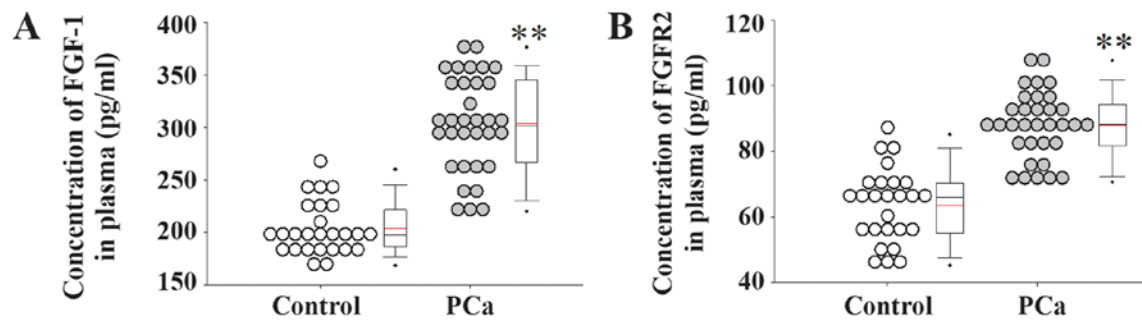 A
Concentration of FGF-1
in plasma (pg/ml)
400
350
300
250
200
150
**
Control
PCa
B
Concentration of FGFR2
in plasma (pg/ml)
120
100
80
60
40
**
Control
PCa